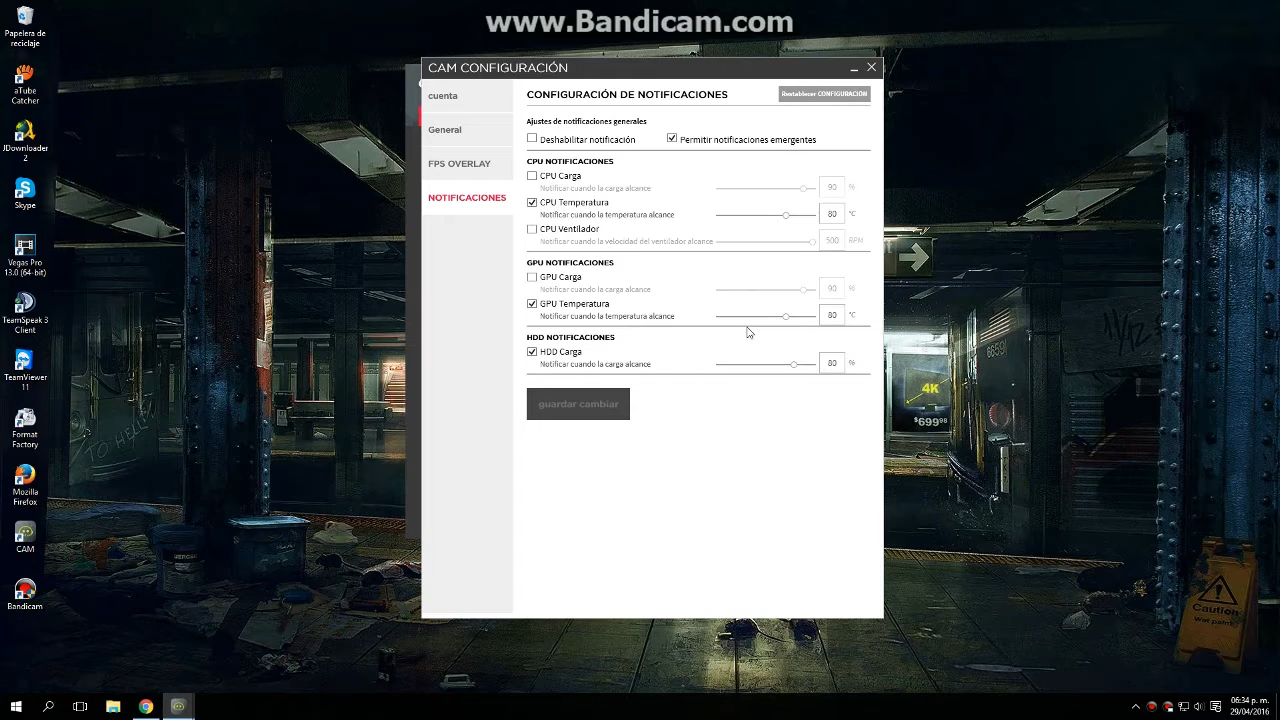 www.Bandicam.com
Papelera de
reciclaje
aTube
Catcher
JDownloader
2
Skype
Vegas Pro
13.0 (64-bit)
TeamSpeak 3
Client
TeamViewer
11
Format
Factory
Mozilla
Firefox
CAM
Bandicam
CAM CONFIGURACIÓN
cuenta
General
FPS OVERLAY
NOTIFICACIONES
CONFIGURACIÓN DE NOTIFICACIONES
Restablecer CONFIGURACIÓN
Ajustes de notificaciones generales
Deshabilitar notificación
Permitir notificaciones emergentes
CPU NOTIFICACIONES
CPU Carga
Notificar cuando la carga alcance 90 %
CPU Temperatura
Notificar cuando la temperatura alcance 80 °C
CPU Ventilador
Notificar cuando la velocidad del ventilador alcance 500 RPM
GPU NOTIFICACIONES
GPU Carga
Notificar cuando la carga alcance 90 %
GPU Temperatura
Notificar cuando la temperatura alcance 80 °C
HDD NOTIFICACIONES
HDD Carga
Notificar cuando la carga alcance 80 %
guardar cambiar
4K
$699.98
Caution
Wet paint
06:34 p. m.
29/04/2016